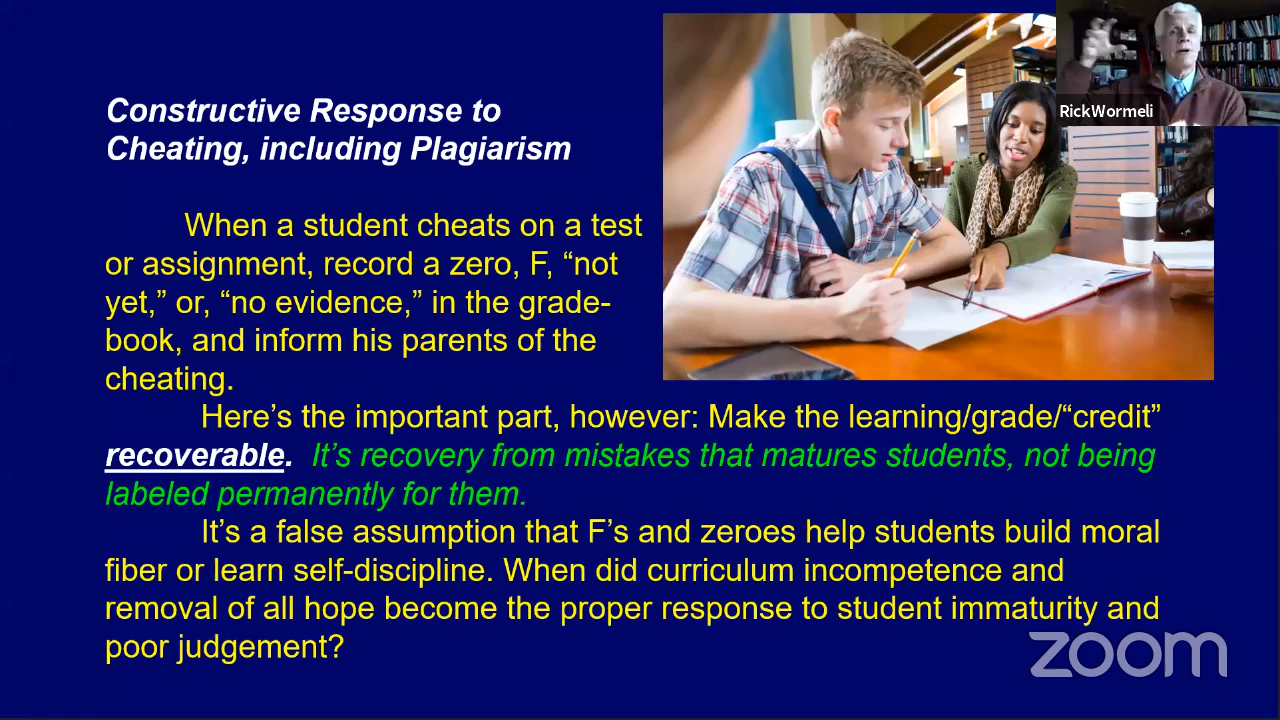 RickWormeli
Constructive Response to
Cheating, including Plagiarism
When a student cheats on a test
or assignment, record a zero, F, “not
yet,” or, “no evidence,” in the grade-
book, and inform his parents of the
cheating.
Here’s the important part, however: Make the learning/grade/“credit”
recoverable. It’s recovery from mistakes that matures students, not being
labeled permanently for them.
It’s a false assumption that F’s and zeroes help students build moral
fiber or learn self-discipline. When did curriculum incompetence and
removal of all hope become the proper response to student immaturity and
poor judgement?
zoom